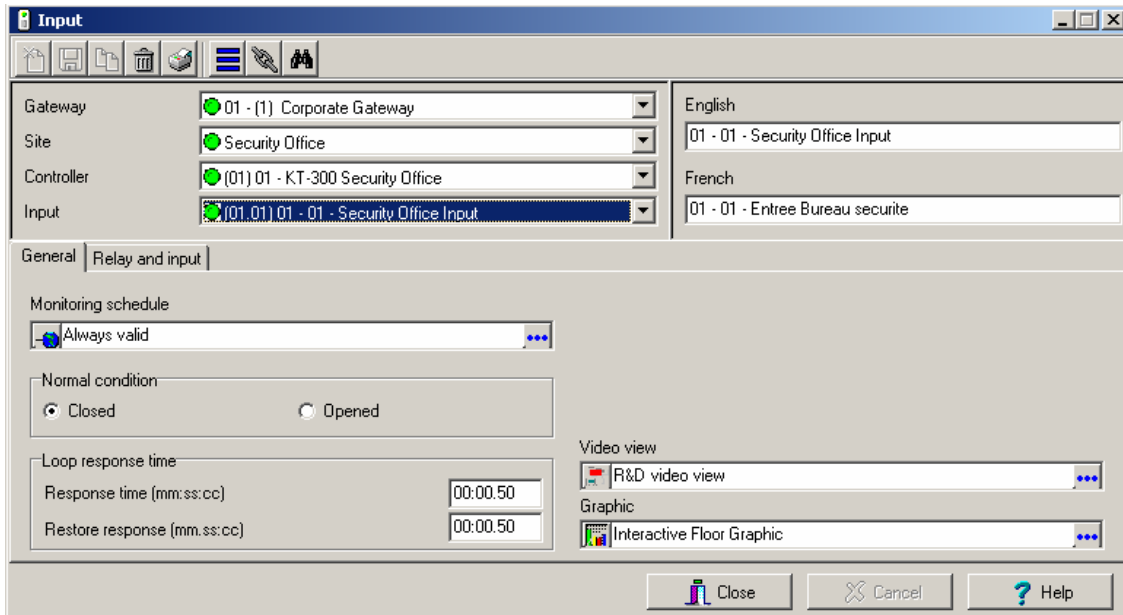 Input
Gateway
01 - (1) Corporate Gateway
Site
Security Office
Controller
(01) 01 - KT-300 Security Office
Input
(01.01) 01 - 01 - Security Office Input
English
01 - 01 - Security Office Input
French
01 - 01 - Entree Bureau securite
General
Relay and input
Monitoring schedule
Always valid
Normal condition
Closed
Opened
Loop response time
Response time (mm:ss:cc)
00:00.50
Restore response (mm.ss:cc)
00:00.50
Video view
R&D video view
Graphic
Interactive Floor Graphic
Close
Cancel
? Help